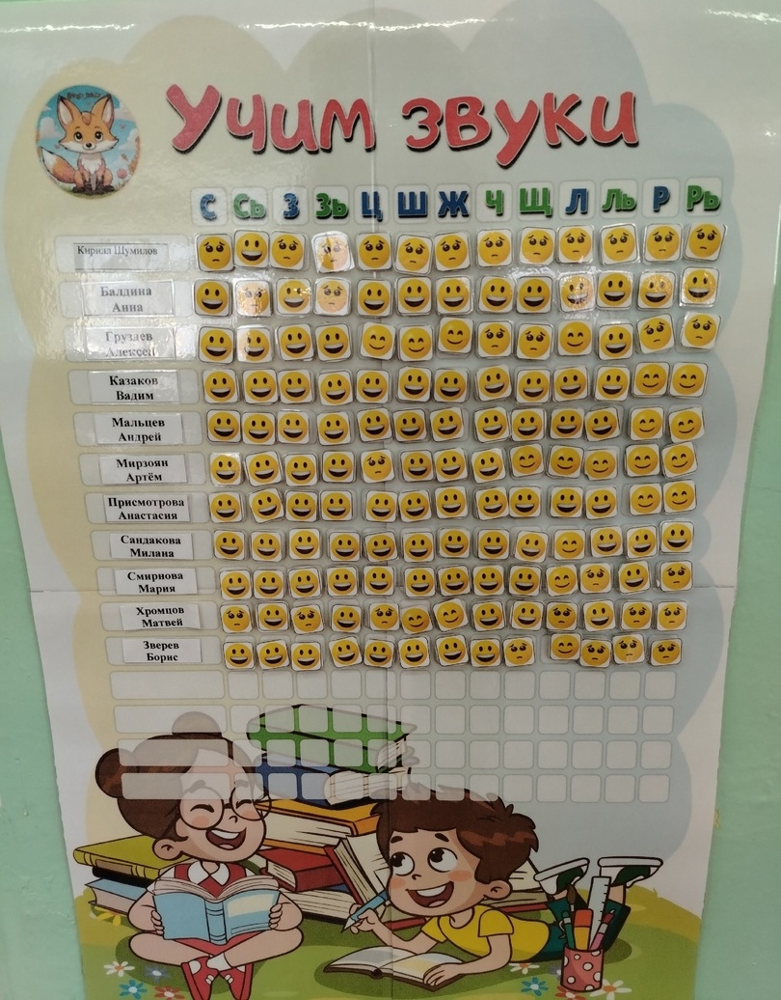 Учим звуки
С Сь З Зь Ц Ш Ж Ч Щ Л Ль Р Рь
Кирилл Шумилов
Балдина
Анна
Груздев
Алексей
Казаков
Вадим
Мальцев
Андрей
Мирзоян
Артём
Присмотрова
Анастасия
Сандакова
Милана
Смирнова
Мария
Хромцов
Матвей
Зверев
Борис